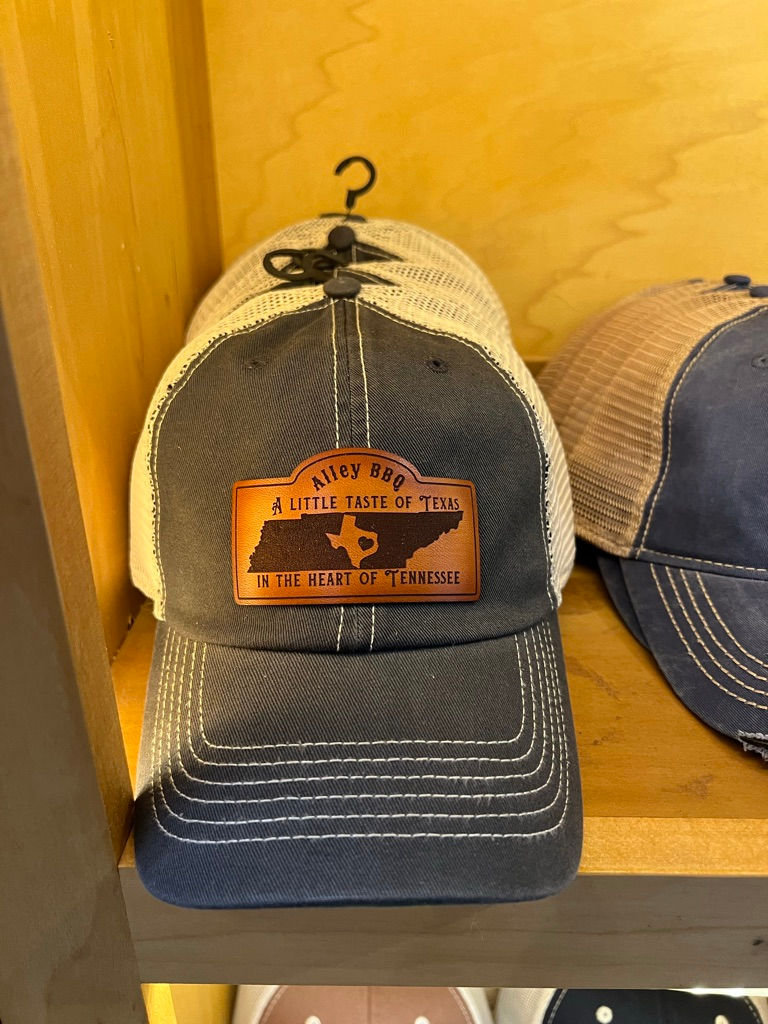 Alley BBQ
A LITTLE TASTE OF TEXAS
IN THE HEART OF TENNESSEE